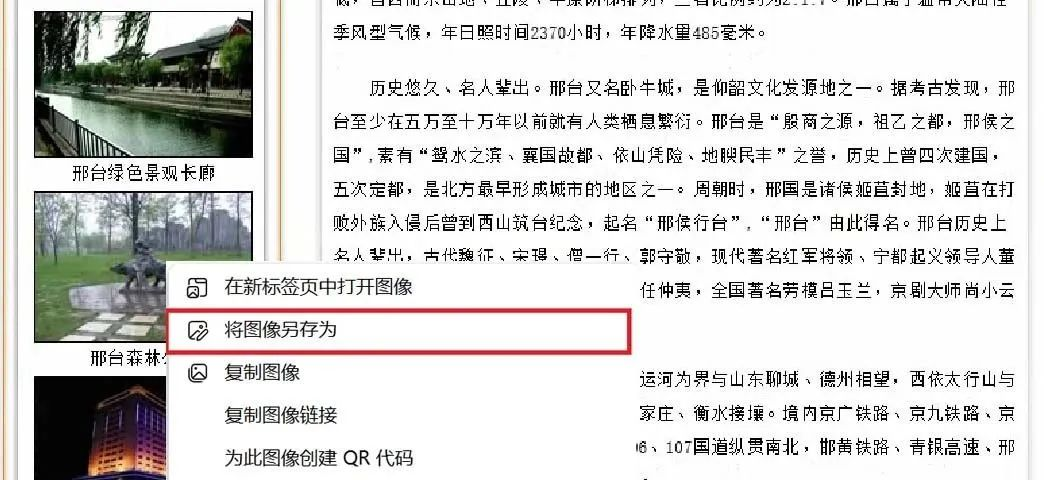 季风型气候，年日照时间2370小时，年降水量485毫米。
历史悠久、名人辈出。邢台又名卧牛城，是仰韶文化发源地之一。据考古发现，邢
台至少在五万至十万年以前就有人类栖息繁衍。邢台是“殷商之源，祖乙之都，邢侯之
国”,素有“鸳水之滨、襄国故都、依山凭险、地腴民丰”之誉，历史上曾四次建国，
五次定都，是北方最早形成城市的地区之一。周朝时，邢国是诸侯姬苴封地，姬苴在打
败外族入侵后曾到西山筑台纪念，起名“邢侯行台”,“邢台”由此得名。邢台历史上
名人辈出，古代魏征、宋璟、僧一行、郭守敬，现代著名红军将领、宁都起义领导人董
任仲夷，全国著名劳模吕玉兰，京剧大师尚小云
运河为界与山东聊城、德州相望，西依太行山与
家庄、衡水接壤。境内京广铁路、京九铁路、京
6、107国道纵贯南北，邯黄铁路、青银高速、邢
邢台绿色景观长廊
邢台森林
在新标签页中打开图像
将图像另存为
复制图像
复制图像链接
为此图像创建 QR 代码